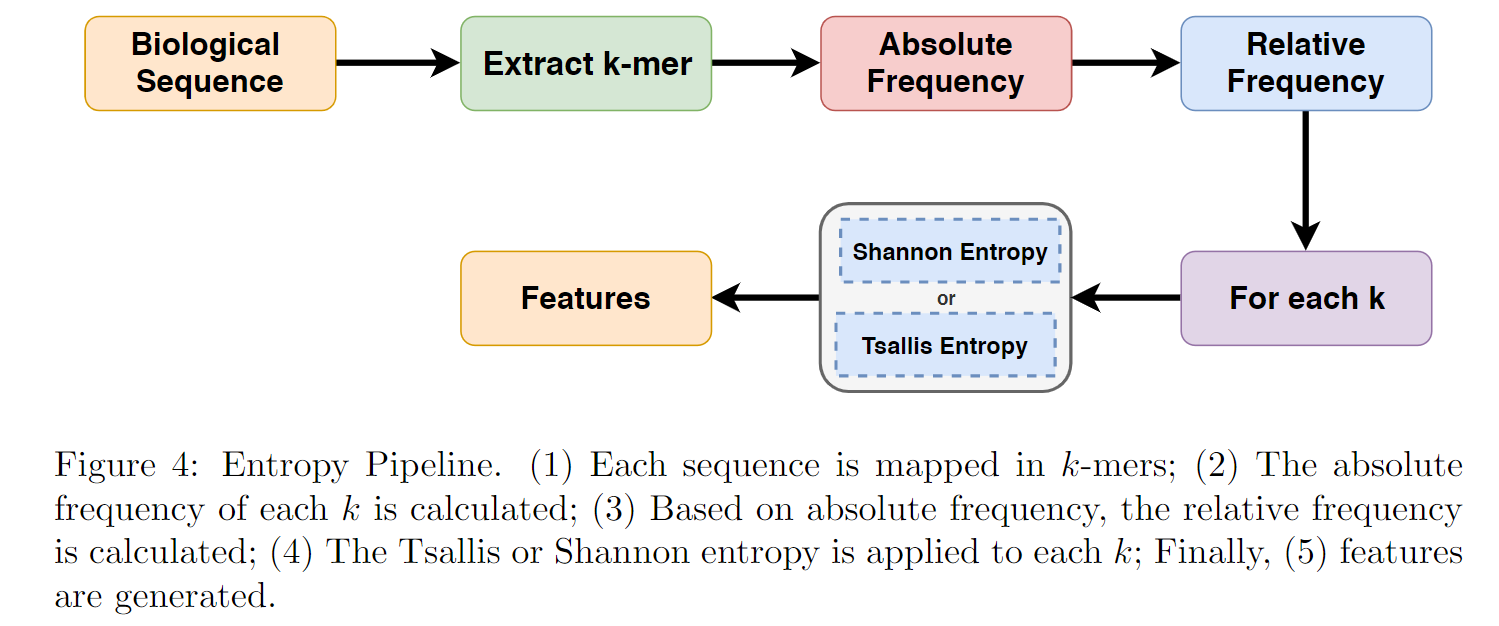 Biological
Sequence
Extract k-mer
Absolute
Frequency
Relative
Frequency
For each k
Shannon Entropy
or
Tsallis Entropy
Features
Figure 4: Entropy Pipeline. (1) Each sequence is mapped in k-mers; (2) The absolute
frequency of each k is calculated; (3) Based on absolute frequency, the relative frequency
is calculated; (4) The Tsallis or Shannon entropy is applied to each k; Finally, (5) features
are generated.